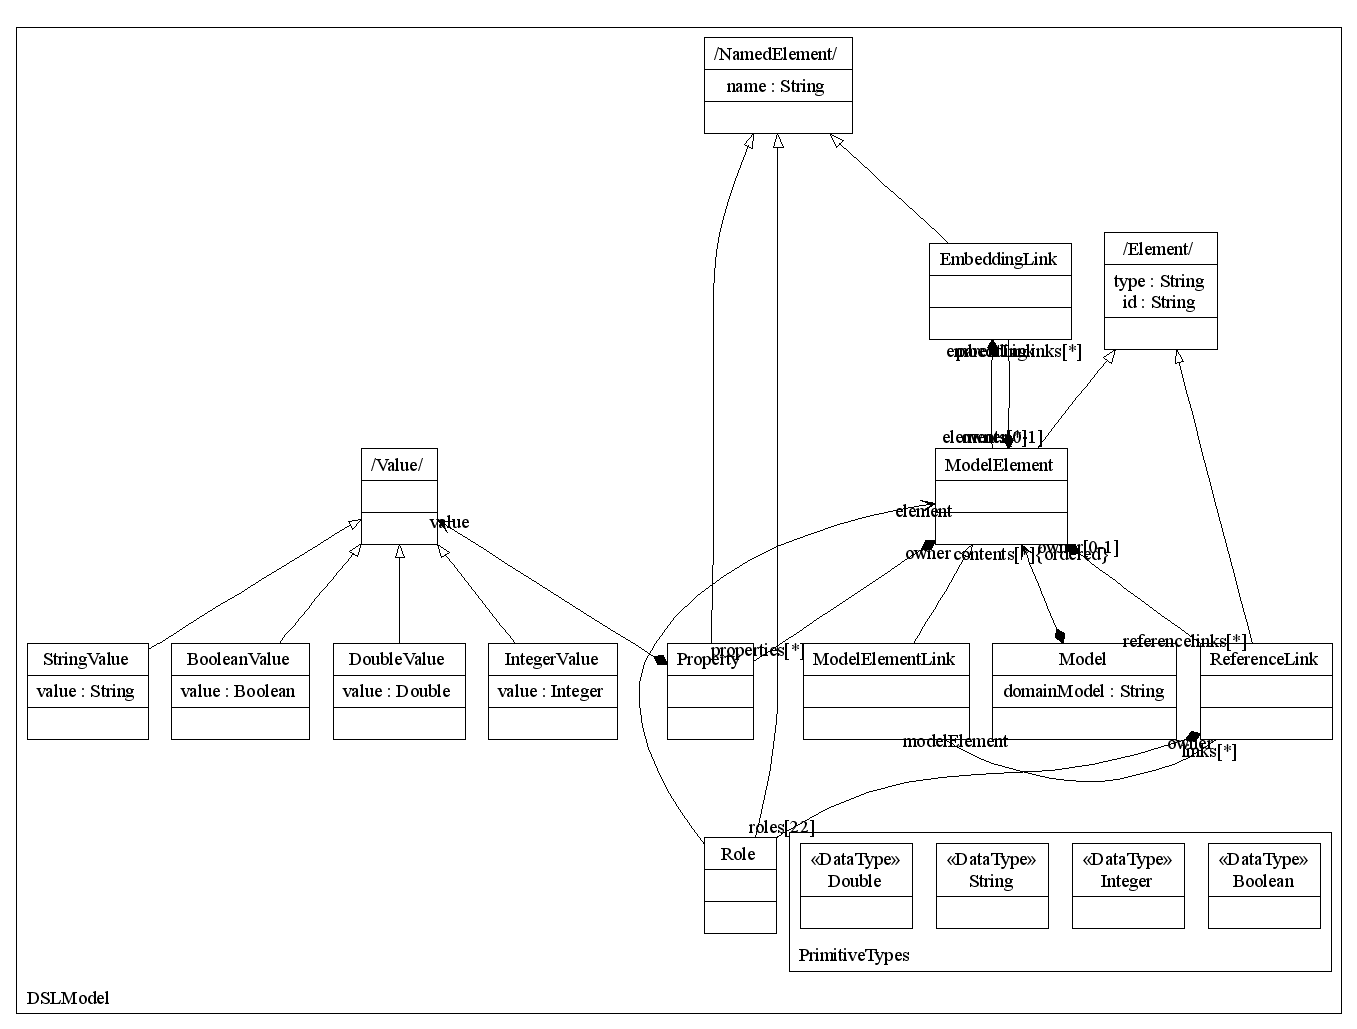 /NamedElement/
name : String
EmbeddingLink
/Element/
type : String
id : String
embeddinglinks[*]
elements[*]
owner[0-1]
/Value/
ModelElement
value
element
owner
contents[*]{ordered}
owner[0-1]
StringValue
value : String
BooleanValue
value : Boolean
DoubleValue
value : Double
IntegerValue
value : Integer
Property
properties[*]
ModelElementLink
Model
domainModel : String
referencelinks[*]
ReferenceLink
modelElement
owner
links[*]
roles[22]
Role
«DataType»
Double
«DataType»
String
«DataType»
Integer
«DataType»
Boolean
PrimitiveTypes
DSLModel